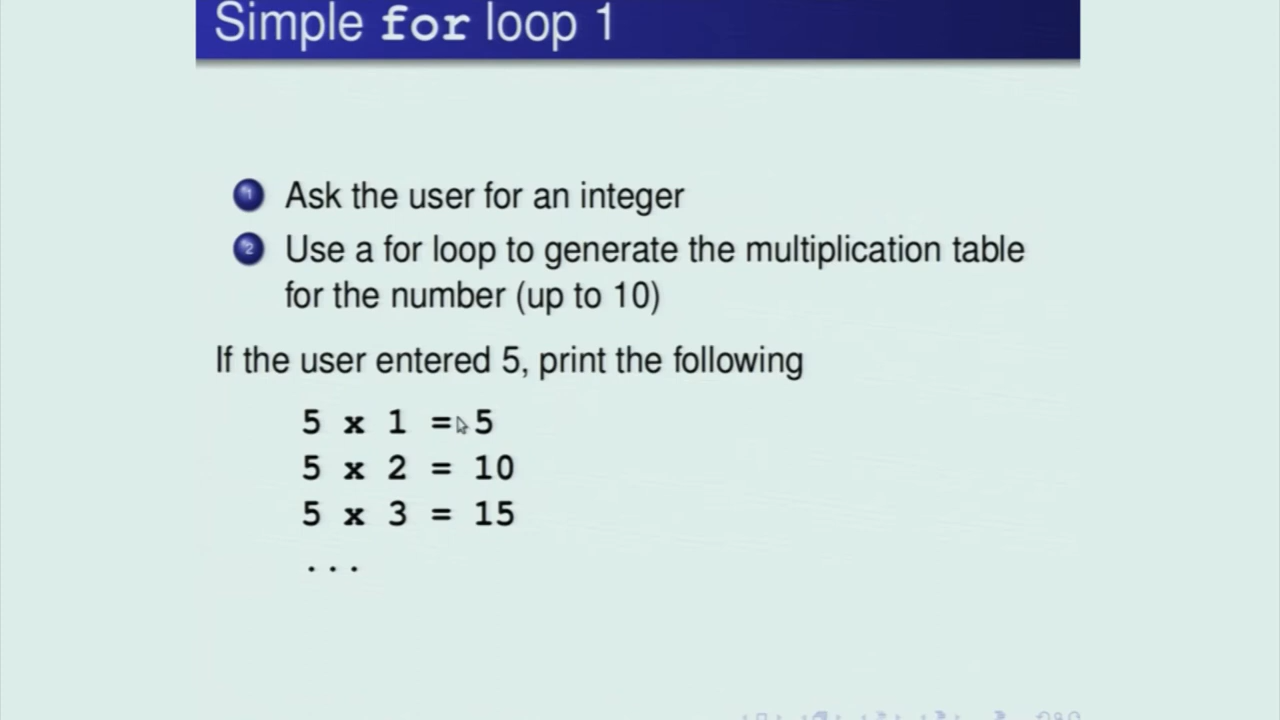 Simple for loop 1
1 Ask the user for an integer
2 Use a for loop to generate the multiplication table
for the number (up to 10)
If the user entered 5, print the following
5 x 1 = 5
5 x 2 = 10
5 x 3 = 15
...